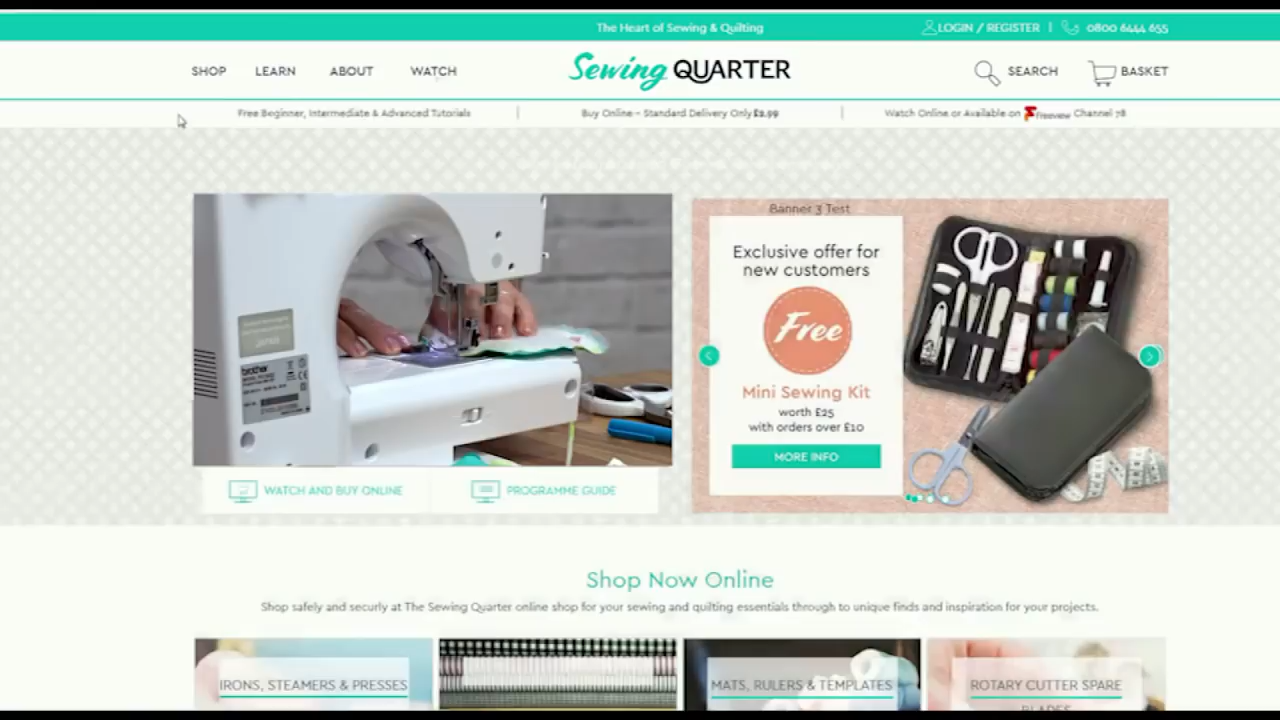 The Heart of Sewing & Quilting
LOGIN / REGISTER | 0800 6444 655
SHOP LEARN ABOUT WATCH
Sewing QUARTER
SEARCH BASKET
Free Beginner, Intermediate & Advanced Tutorials | Buy Online - Standard Delivery Only £2.99 | Watch Online or Available on Freeview Channel 78
brother
Banner 3 Test
Exclusive offer for
new customers
Free
Mini Sewing Kit
worth £25
with orders over £10
MORE INFO
WATCH AND BUY ONLINE
PROGRAMME GUIDE
Shop Now Online
Shop safely and securly at The Sewing Quarter online shop for your sewing and quilting essentials through to unique finds and inspiration for your projects.
IRONS, STEAMERS & PRESSES
MATS, RULERS & TEMPLATES
ROTARY CUTTER SPARE
BLADES